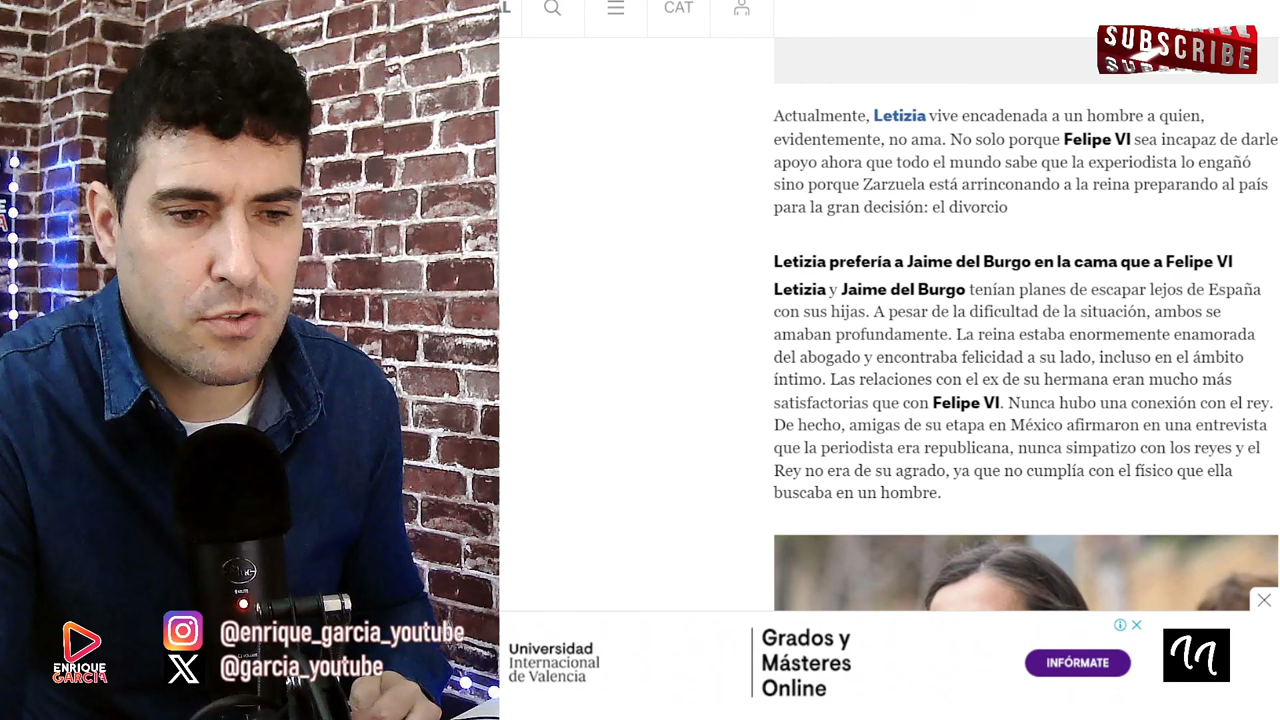 CAT
SUBSCRIBE
Actualmente, Letizia vive encadenada a un hombre a quien,
evidentemente, no ama. No solo porque Felipe VI sea incapaz de darle
apoyo ahora que todo el mundo sabe que la experiodista lo engañó
sino porque Zarzuela está arrinconando a la reina preparando al país
para la gran decisión: el divorcio
Letizia prefería a Jaime del Burgo en la cama que a Felipe VI
Letizia y Jaime del Burgo tenían planes de escapar lejos de España
con sus hijas. A pesar de la dificultad de la situación, ambos se
amaban profundamente. La reina estaba enormemente enamorada
del abogado y encontraba felicidad a su lado, incluso en el ámbito
íntimo. Las relaciones con el ex de su hermana eran mucho más
satisfactorias que con Felipe VI. Nunca hubo una conexión con el rey.
De hecho, amigas de su etapa en México afirmaron en una entrevista
que la periodista era republicana, nunca simpatizo con los reyes y el
Rey no era de su agrado, ya que no cumplía con el físico que ella
buscaba en un hombre.
ENRIQUE
GARCIA
@enrique_garcia_youtube
@garcia_youtube
Universidad
Internacional
de Valencia
Grados y
Másteres
Online
INFÓRMATE